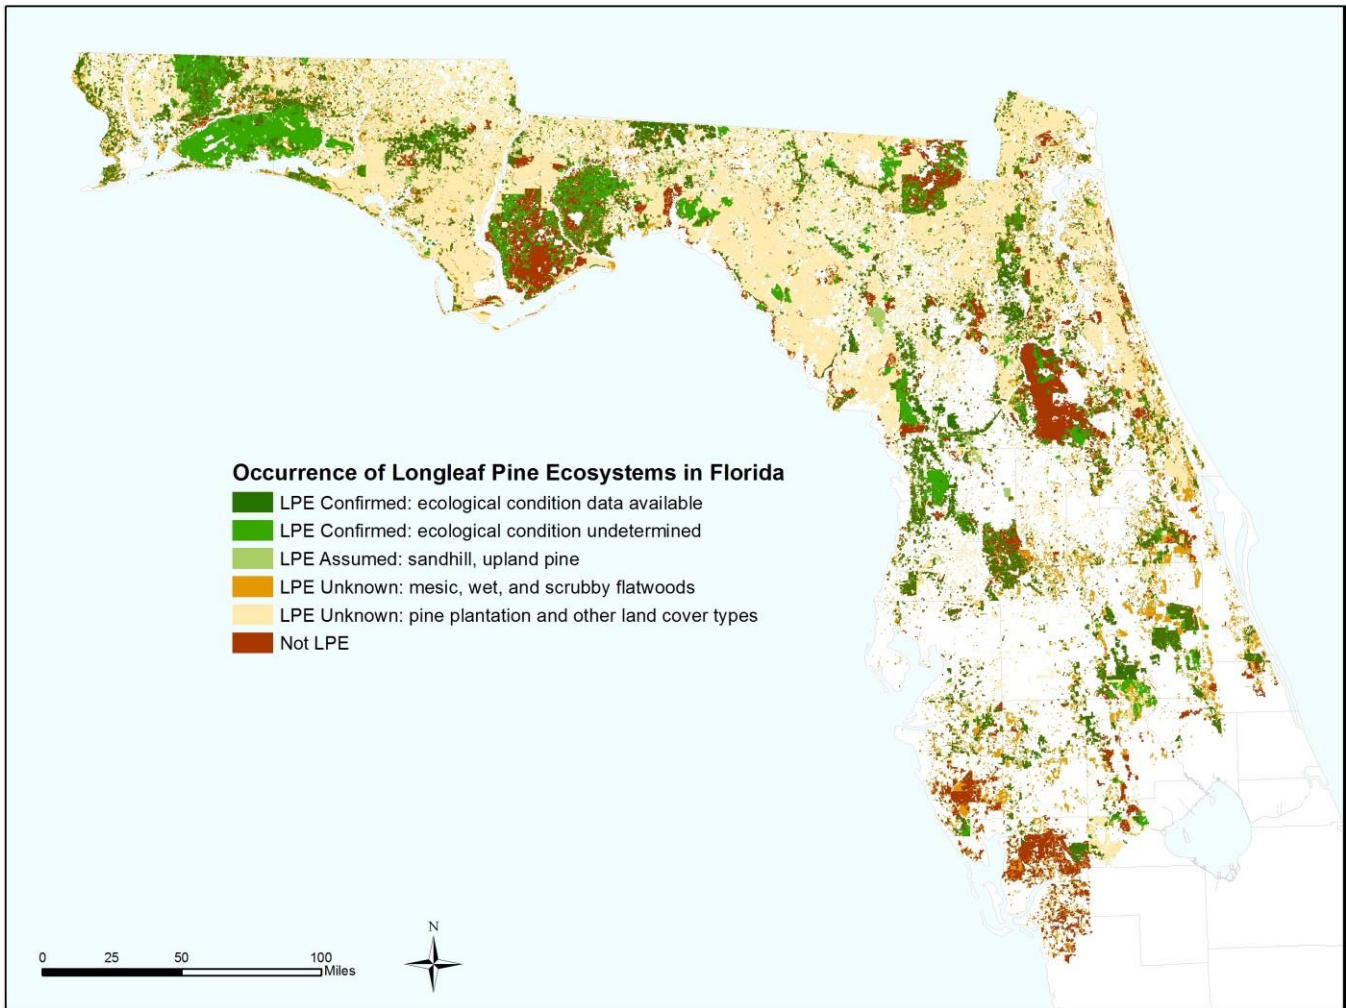 Occurrence of Longleaf Pine Ecosystems in Florida
LPE Confirmed: ecological condition data available
LPE Confirmed: ecological condition undetermined
LPE Assumed: sandhill, upland pine
LPE Unknown: mesic, wet, and scrubby flatwoods
LPE Unknown: pine plantation and other land cover types
Not LPE
N
0 25 50 100
Miles